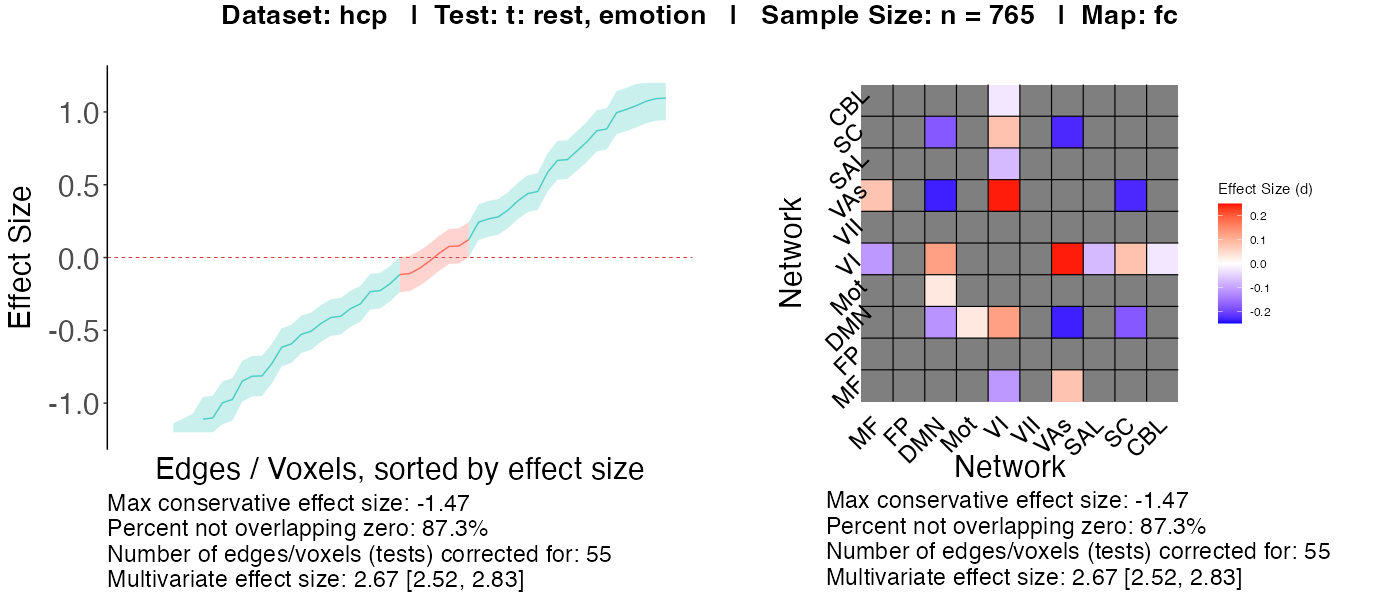 Dataset: hcp | Test: t: rest, emotion | Sample Size: n = 765 | Map: fc
Effect Size
1.0
0.5
0.0
-0.5
-1.0
Edges / Voxels, sorted by effect size
Max conservative effect size: -1.47
Percent not overlapping zero: 87.3%
Number of edges/voxels (tests) corrected for: 55
Multivariate effect size: 2.67 [2.52, 2.83]
Network
CBL
SC
SAL
VAs
VII
VI
Mot
DMN
FP
MF
MF FP DMN Mot VI VII VAs SAL SC CBL
Network
Effect Size (d)
0.2
0.1
0.0
-0.1
-0.2
Max conservative effect size: -1.47
Percent not overlapping zero: 87.3%
Number of edges/voxels (tests) corrected for: 55
Multivariate effect size: 2.67 [2.52, 2.83]